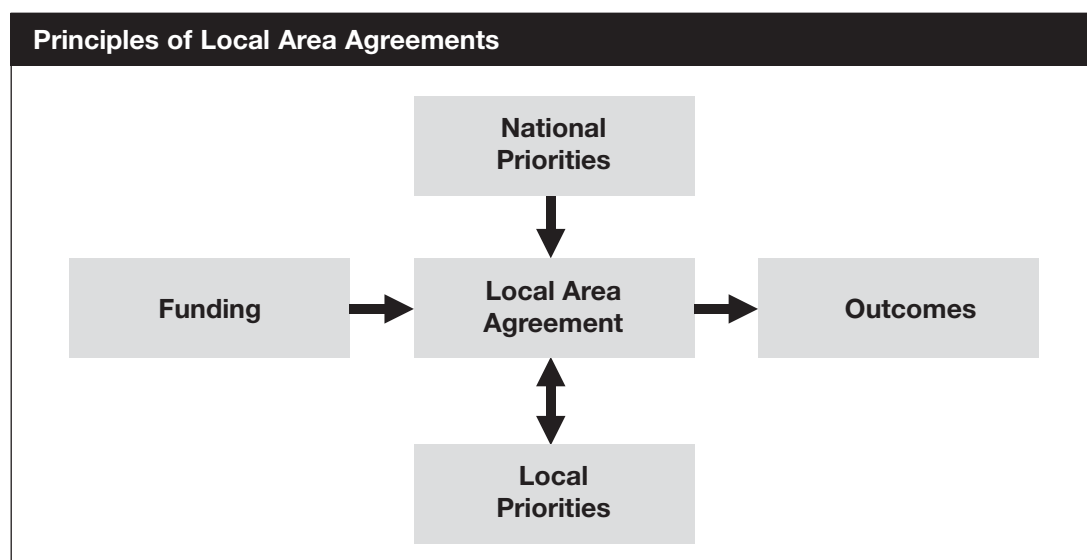 Principles of Local Area Agreements
National
Priorities
Funding
Local Area
Agreement
Outcomes
Local
Priorities